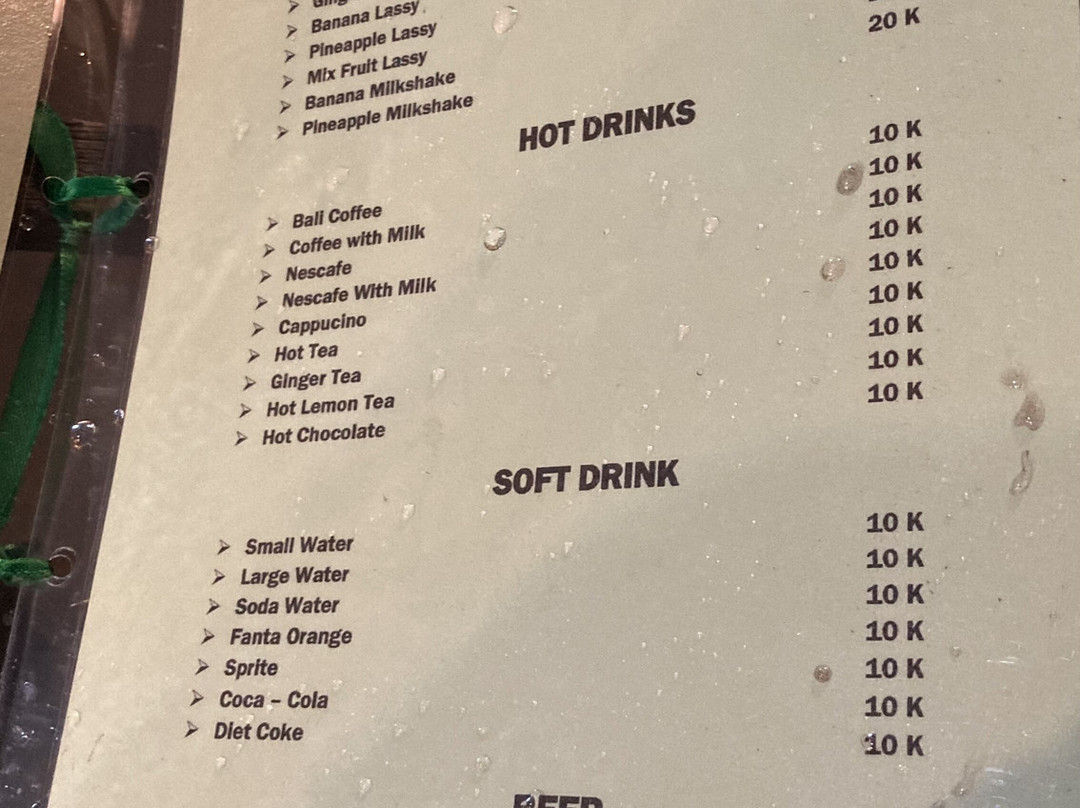 Banana Lassy
Pineapple Lassy 20 K
Mix Fruit Lassy
Banana Milkshake
Pineapple Milkshake
HOT DRINKS
Bali Coffee 10 K
Coffee with Milk 10 K
Nescafe 10 K
Nescafe With Milk 10 K
Cappucino 10 K
Hot Tea 10 K
Ginger Tea 10 K
Hot Lemon Tea 10 K
Hot Chocolate 10 K
SOFT DRINK
Small Water 10 K
Large Water 10 K
Soda Water 10 K
Fanta Orange 10 K
Sprite 10 K
Coca – Cola 10 K
Diet Coke 10 K
BEER